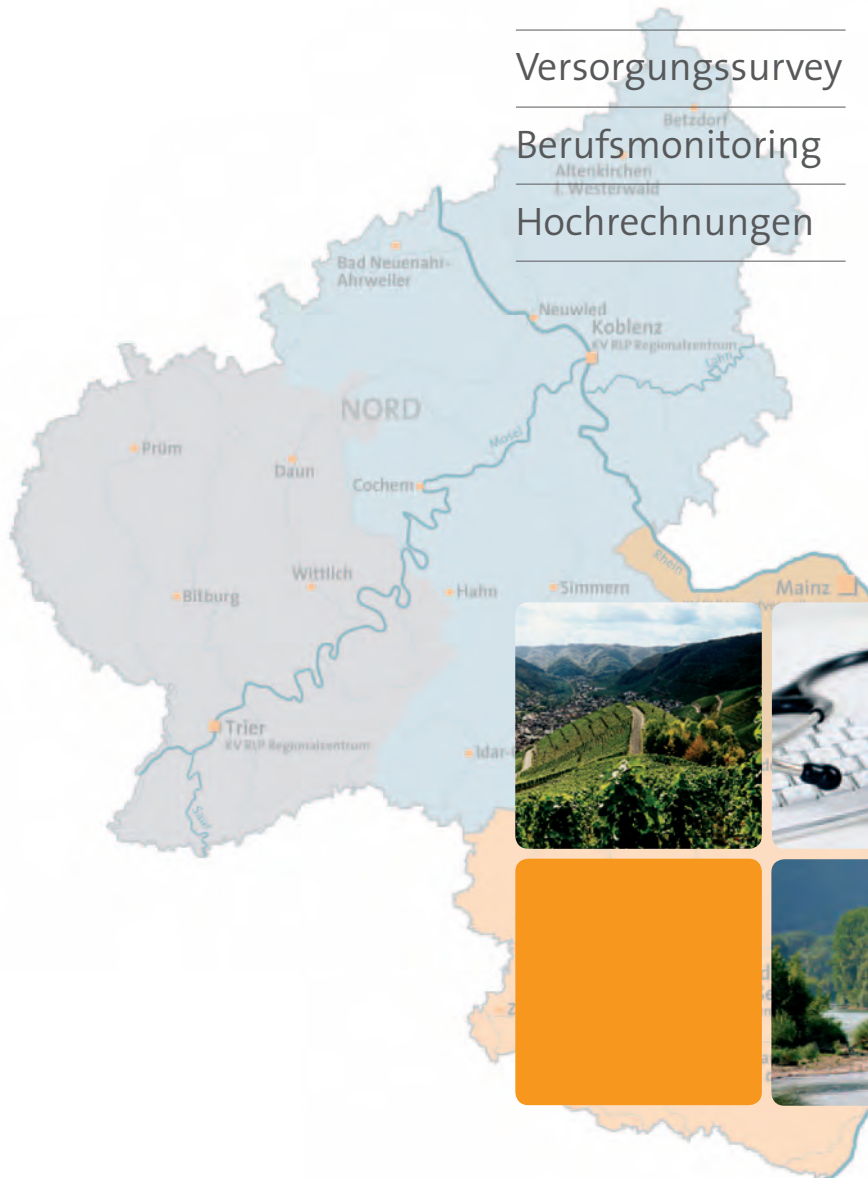 Versorgungssurvey
Betzdorf
Berufsmonitoring
Altenkirchen
i. Westerwald
Hochrechnungen
Bad Neuenahr-
Ahrweiler
Neuwied
Koblenz
KV RLP Regionalzentrum
Lahn
NORD
Mosel
Prüm
Daun
Cochem
Rhein
Wittlich
Mainz
Bitburg
Hahn
Simmern
Trier
KV RLP Regionalzentrum
Idar-
Saar
Z